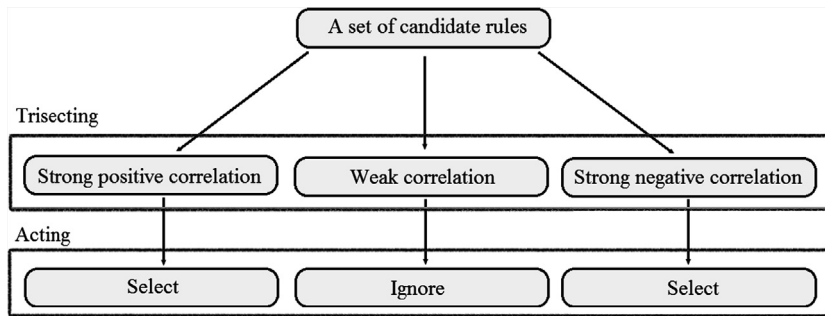 A set of candidate rules
Trisecting
Strong positive correlation
Weak correlation
Strong negative correlation
Acting
Select
Ignore
Select